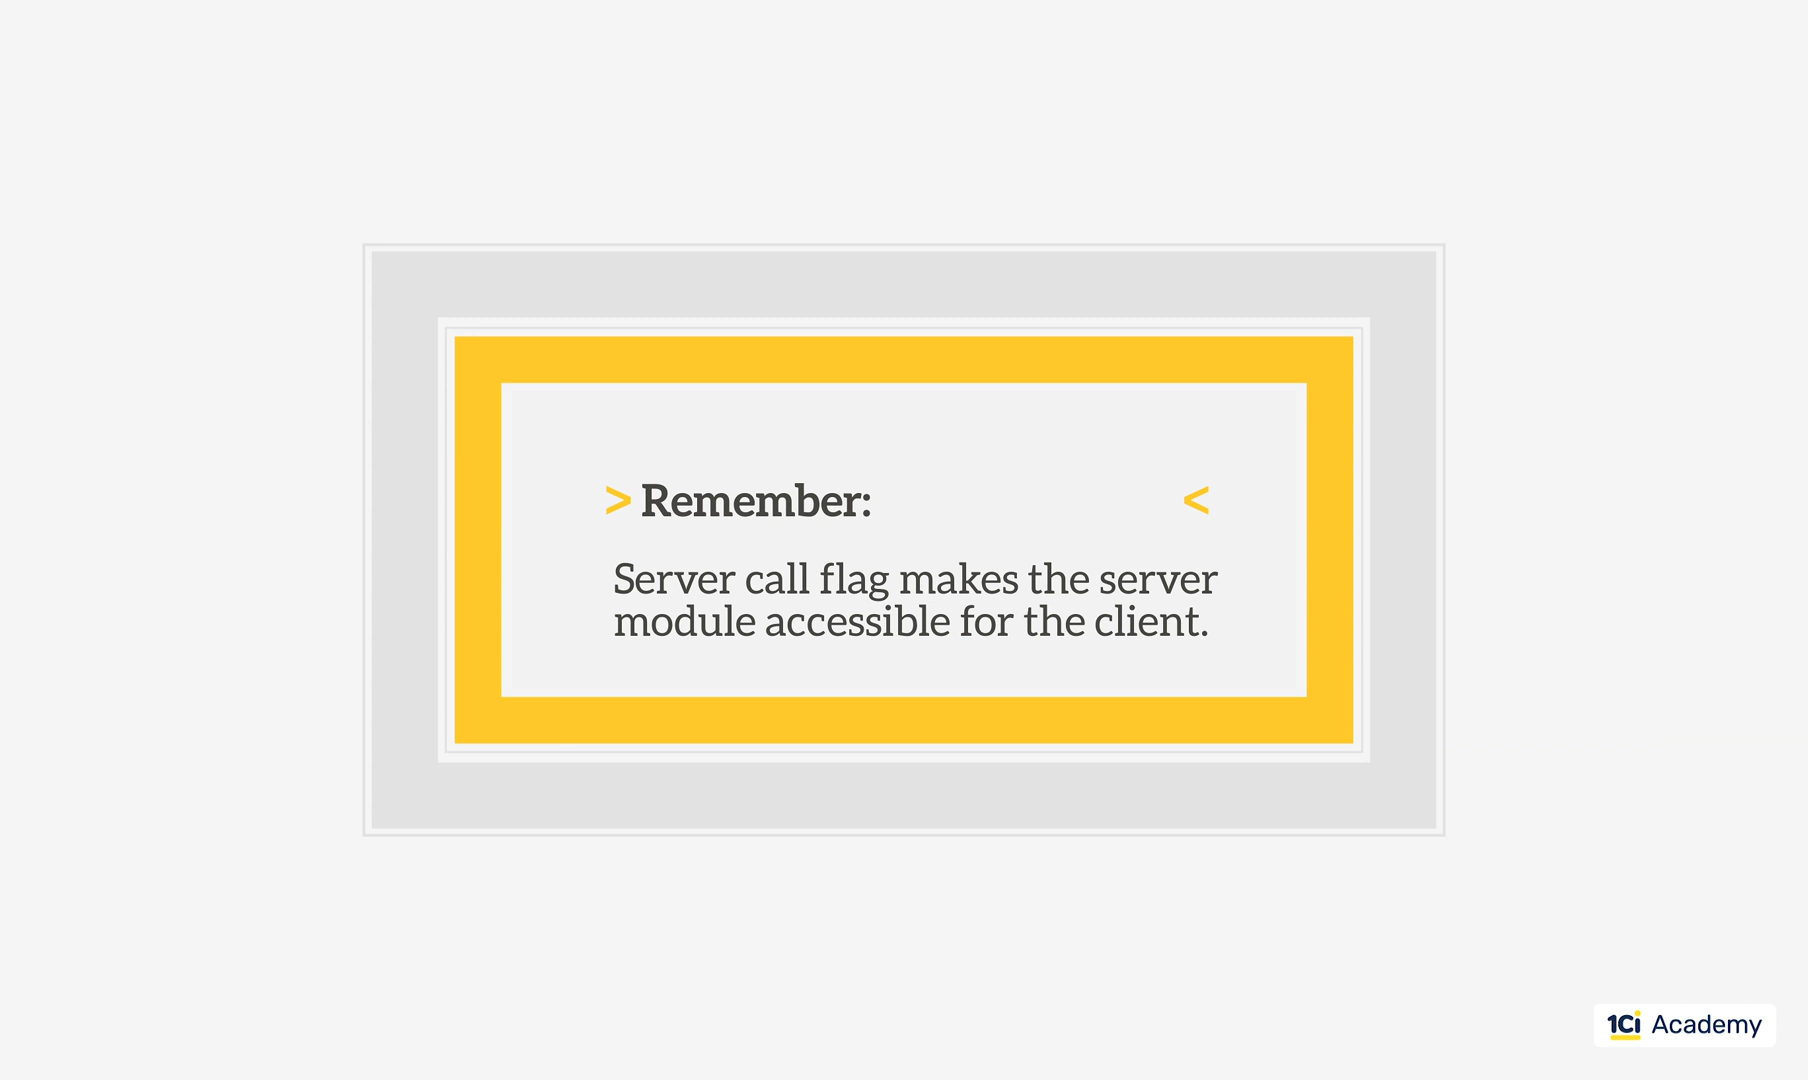 > Remember: <
Server call flag makes the server
module accessible for the client.
1Ci Academy